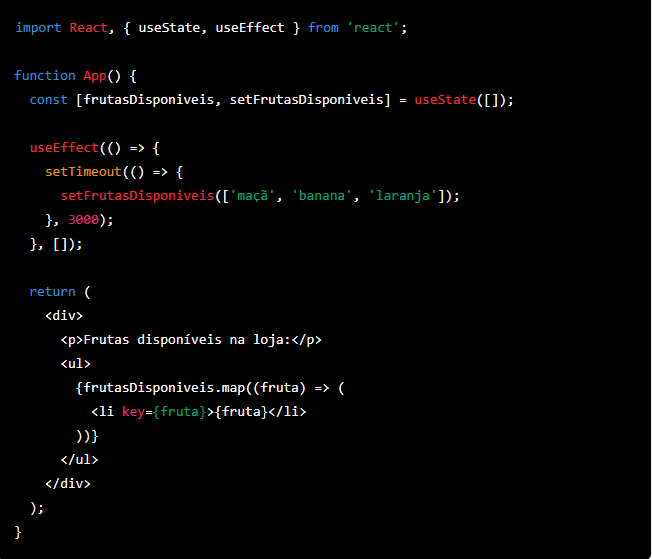 import React, { useState, useEffect } from 'react';

function App() {
  const [frutasDisponiveis, setFrutasDisponiveis] = useState([]);

  useEffect(() => {
    setTimeout(() => {
      setFrutasDisponiveis(['maçã', 'banana', 'laranja']);
    }, 3000);
  }, []);

  return (
    <div>
      <p>Frutas disponíveis na loja:</p>
      <ul>
        {frutasDisponiveis.map((fruta) => (
          <li key={fruta}>{fruta}</li>
        ))}
      </ul>
    </div>
  );
}